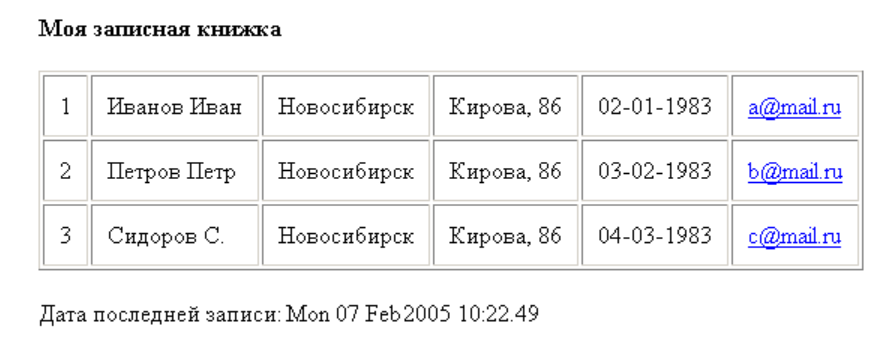 Моя записная книжка
1 Иванов Иван Новосибирск Кирова, 86 02-01-1983 a@mail.ru
2 Петров Петр Новосибирск Кирова, 86 03-02-1983 b@mail.ru
3 Сидоров С. Новосибирск Кирова, 86 04-03-1983 c@mail.ru
Дата последней записи: Mon 07 Feb 2005 10:22.49